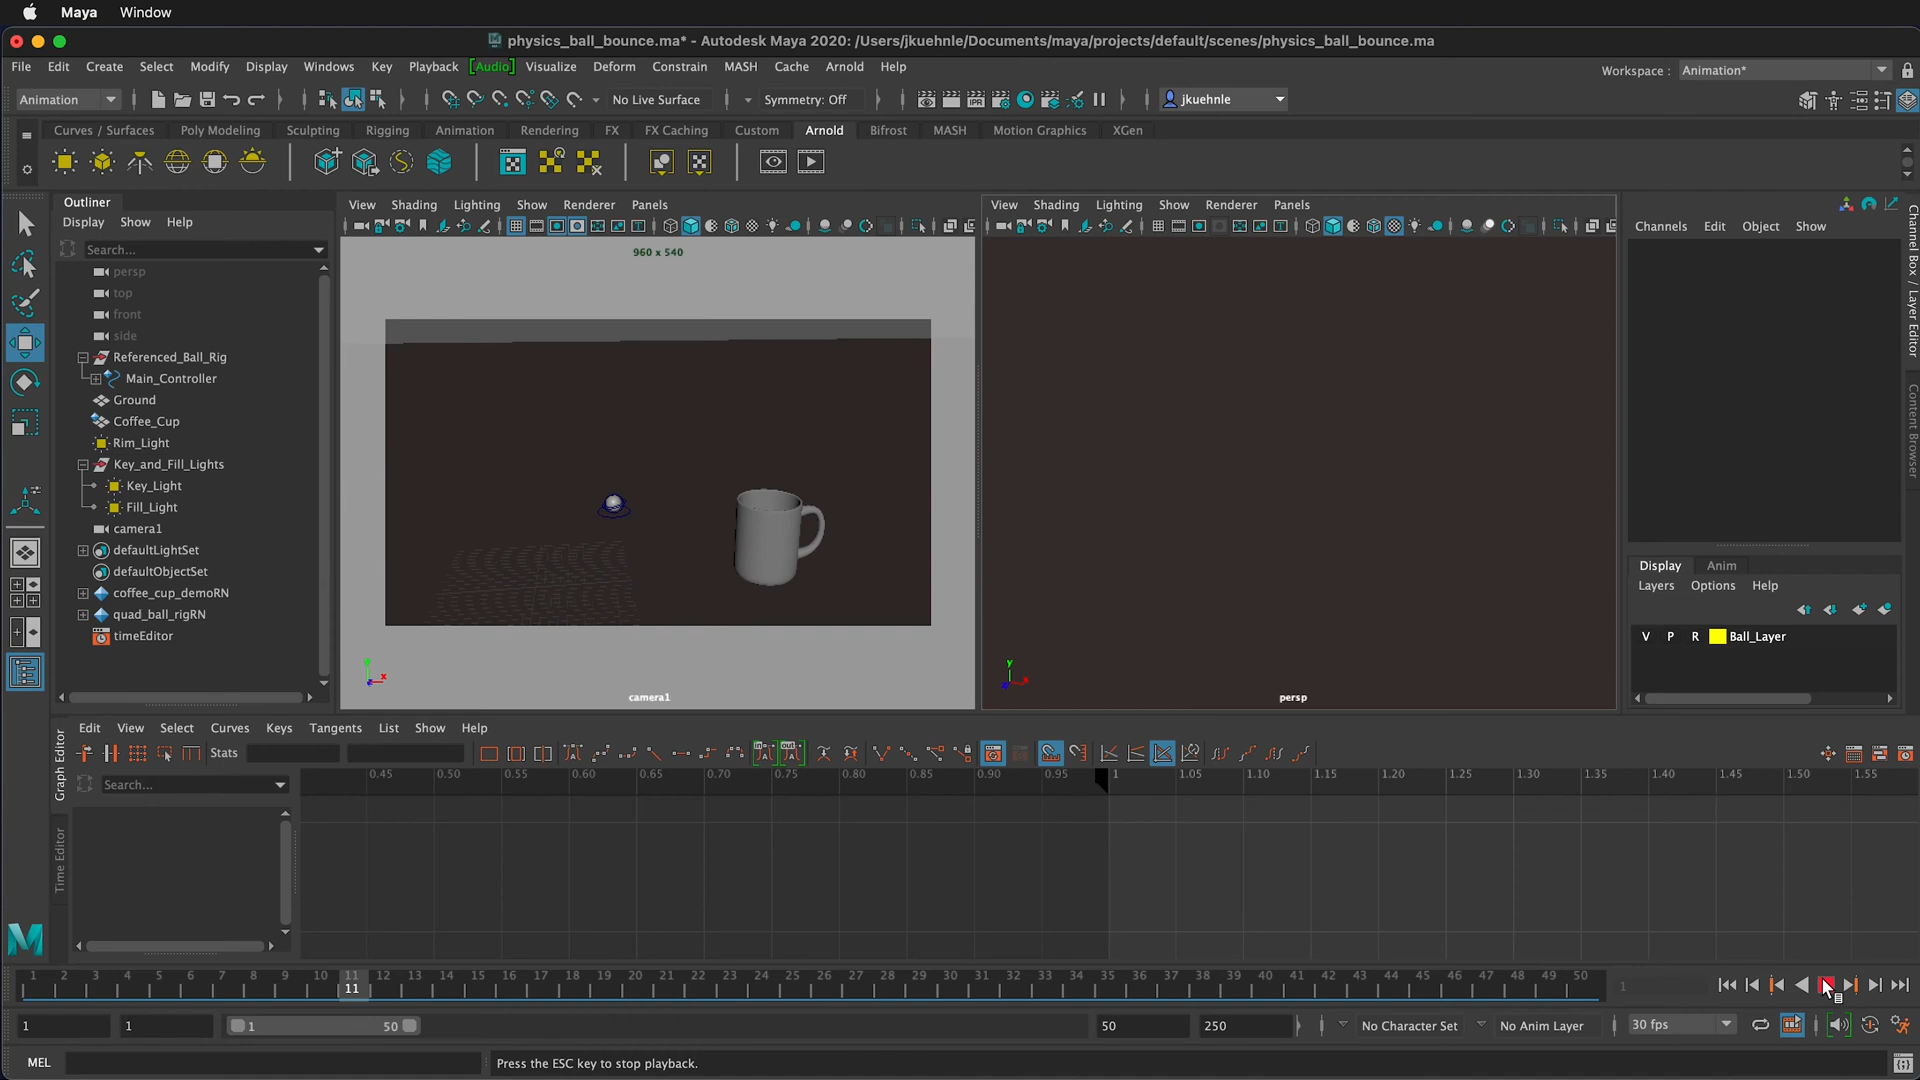 Maya Window
physics_ball_bounce.ma* - Autodesk Maya 2020: /Users/jkuehnle/Documents/maya/projects/default/scenes/physics_ball_bounce.ma
File Edit Create Select Modify Display Windows Key Playback [Audio] Visualize Deform Constrain MASH Cache Arnold Help Workspace : Animation*
Animation No Live Surface Symmetry: Off IPR jkuehnle
Curves / Surfaces Poly Modeling Sculpting Rigging Animation Rendering FX FX Caching Custom Arnold Bifrost MASH Motion Graphics XGen
Outliner
Display Show Help
Search...
persp
top
front
side
Referenced_Ball_Rig
Main_Controller
Ground
Coffee_Cup
Rim_Light
Key_and_Fill_Lights
Key_Light
Fill_Light
camera1
defaultLightSet
defaultObjectSet
coffee_cup_demoRN
quad_ball_rigRN
timeEditor
View Shading Lighting Show Renderer Panels
960 x 540
y x
camera1
View Shading Lighting Show Renderer Panels
y x
persp
Channels Edit Object Show
Channel Box / Layer Editor
Content Browser
Display Anim
Layers Options Help
V P R Ball_Layer
Graph Editor
Time Editor
Edit View Select Curves Keys Tangents List Show Help
Stats in out
Search...
0.45 0.50 0.55 0.60 0.65 0.70 0.75 0.80 0.85 0.90 0.95 1 1.05 1.10 1.15 1.20 1.25 1.30 1.35 1.40 1.45 1.50 1.55
M
1 2 3 4 5 6 7 8 9 10 11 12 13 14 15 16 17 18 19 20 21 22 23 24 25 26 27 28 29 30 31 32 33 34 35 36 37 38 39 40 41 42 43 44 45 46 47 48 49 50
11 1
1 1 1 50 50 250 No Character Set No Anim Layer 30 fps
MEL Press the ESC key to stop playback.